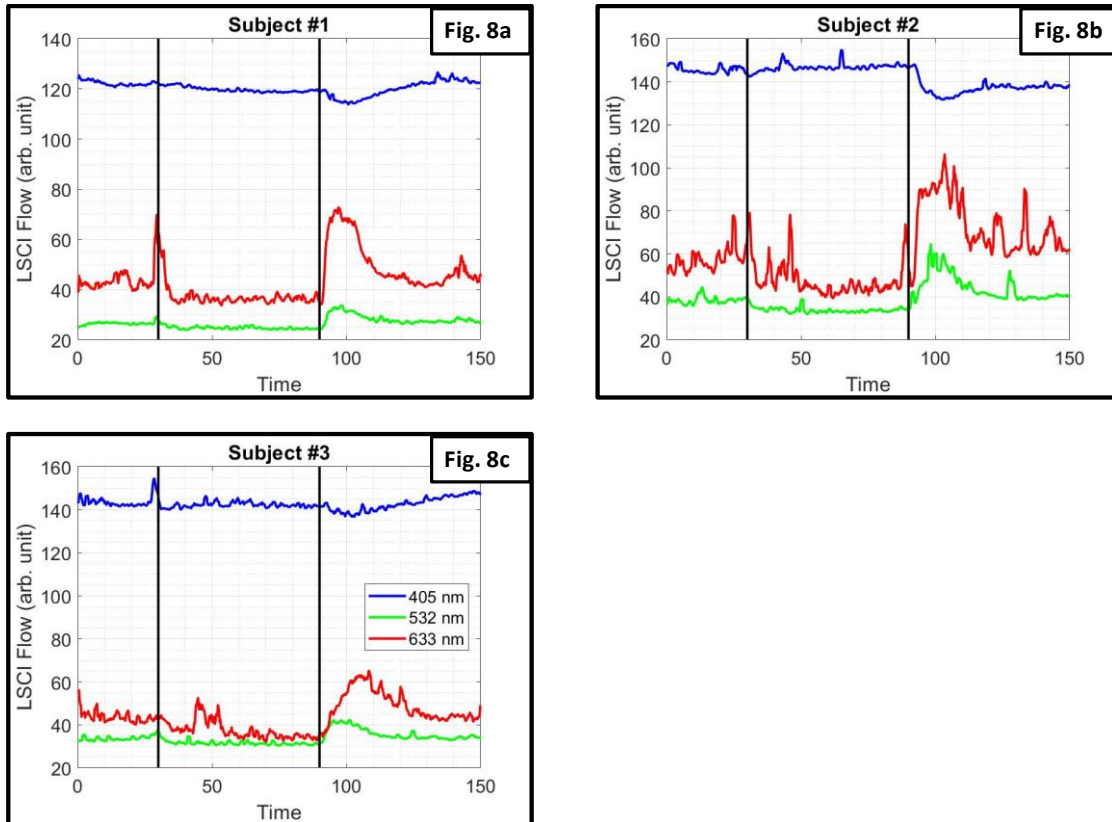 Subject #1
Fig. 8a
LSCI Flow (arb. unit)
140
120
100
80
60
40
20
0
50
100
150
Time
Subject #2
Fig. 8b
LSCI Flow (arb. unit)
160
140
120
100
80
60
40
20
0
50
100
150
Time
Subject #3
Fig. 8c
LSCI Flow (arb. unit)
160
140
120
100
80
60
40
20
405 nm
532 nm
633 nm
0
50
100
150
Time